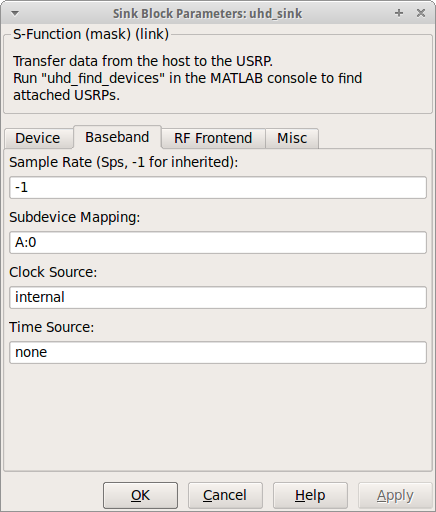 Sink Block Parameters: uhd_sink
S-Function (mask) (link)
Transfer data from the host to the USRP.
Run "uhd_find_devices" in the MATLAB console to find
attached USRPs.
Device Baseband RF Frontend Misc
Sample Rate (Sps, -1 for inherited):
-1
Subdevice Mapping:
A:0
Clock Source:
internal
Time Source:
none
OK Cancel Help Apply